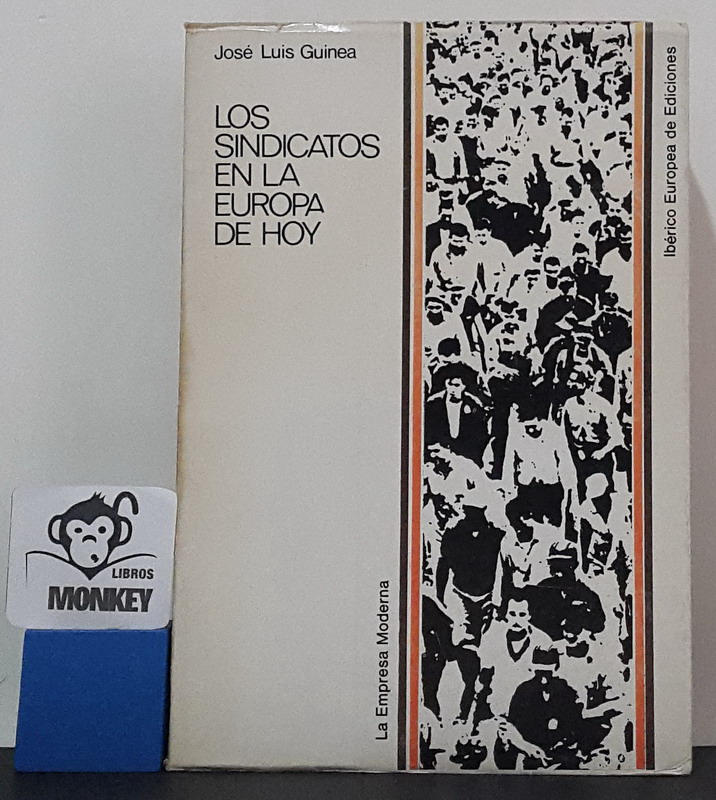 José Luis Guinea
LOS
SINDICATOS
EN LA
EUROPA
DE HOY
Ibérico Europea de Ediciones
La Empresa Moderna
LIBROS
MONKEY